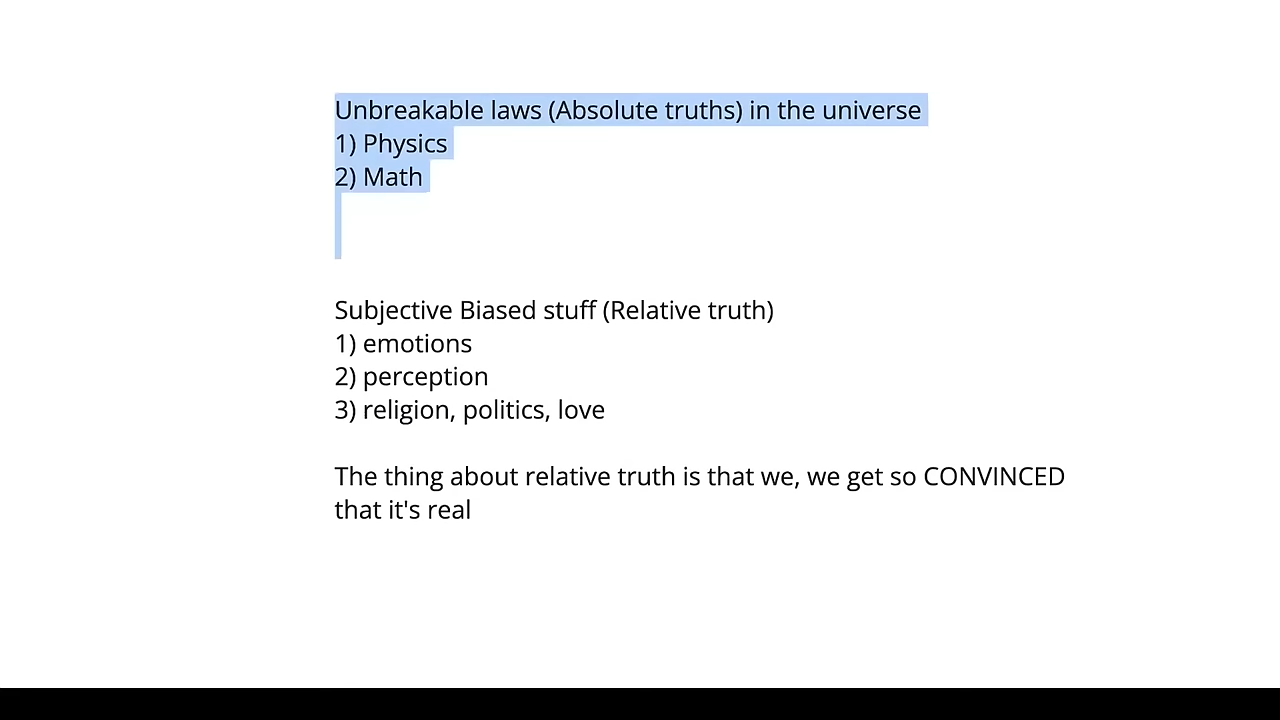 Unbreakable laws (Absolute truths) in the universe
1) Physics
2) Math
Subjective Biased stuff (Relative truth)
1) emotions
2) perception
3) religion, politics, love
The thing about relative truth is that we, we get so CONVINCED
that it's real